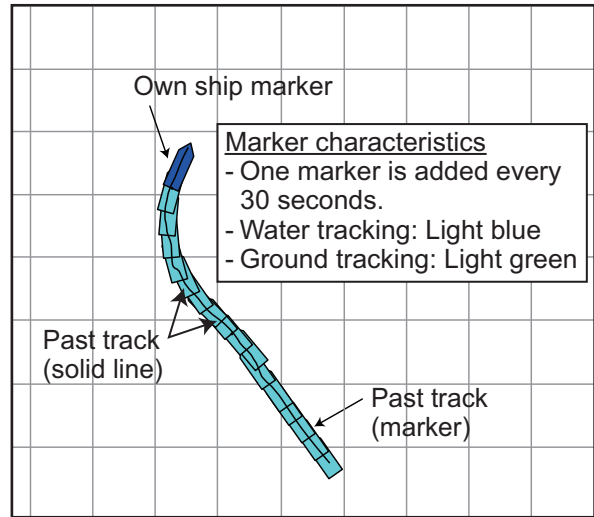 Own ship marker
Marker characteristics
- One marker is added every
30 seconds.
- Water tracking: Light blue
- Ground tracking: Light green
Past track
(solid line)
Past track
(marker)